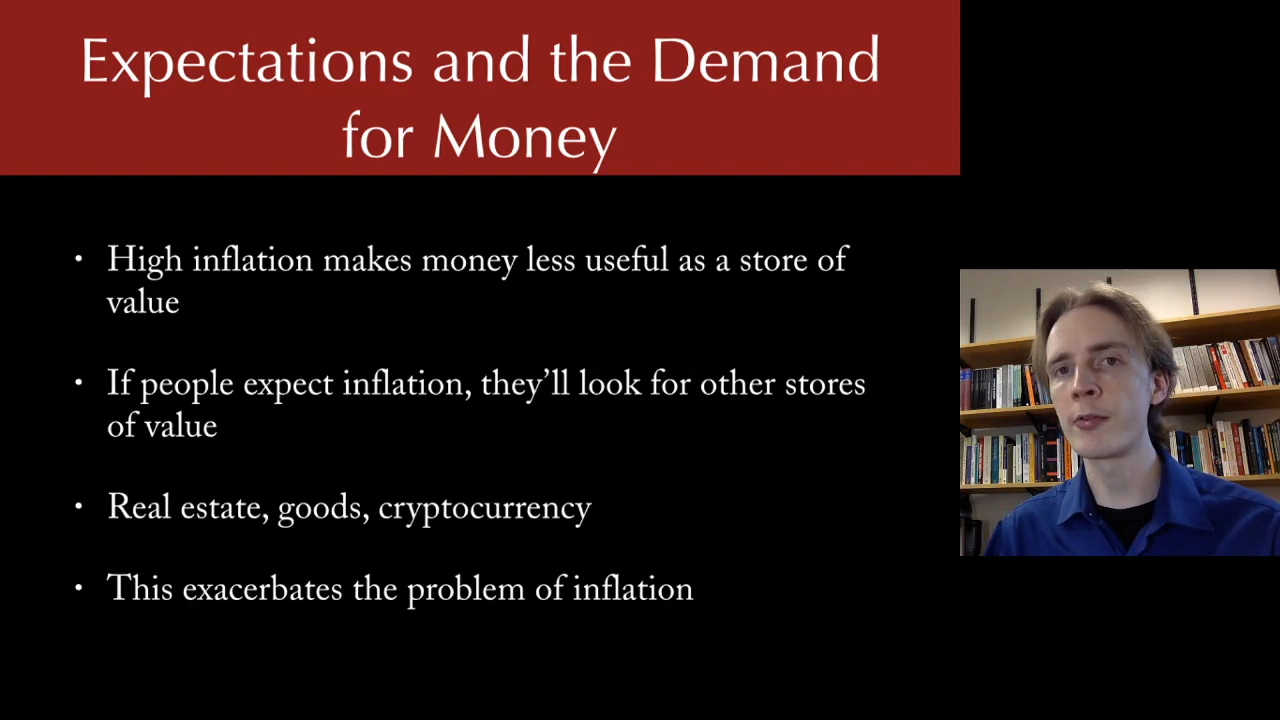 Expectations and the Demand
for Money
• High inflation makes money less useful as a store of
value
• If people expect inflation, they’ll look for other stores
of value
• Real estate, goods, cryptocurrency
• This exacerbates the problem of inflation